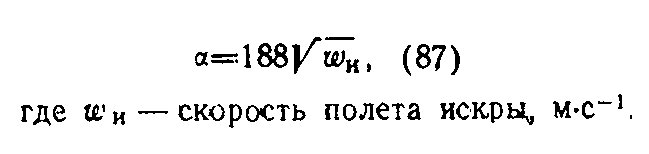 α=188√w̅и, (87)
где wи — скорость полета искры, м·с⁻¹.